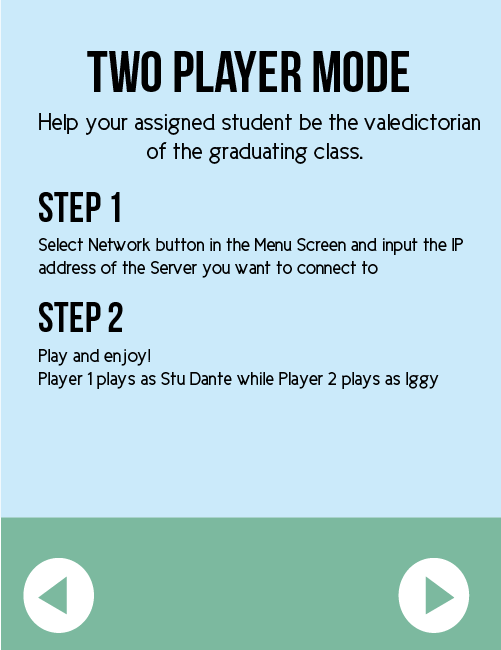 TWO PLAYER MODE
Help your assigned student be the valedictorian
of the graduating class.
STEP 1
Select Network button in the Menu Screen and input the IP
address of the Server you want to connect to
STEP 2
Play and enjoy!
Player 1 plays as Stu Dante while Player 2 plays as Iggy